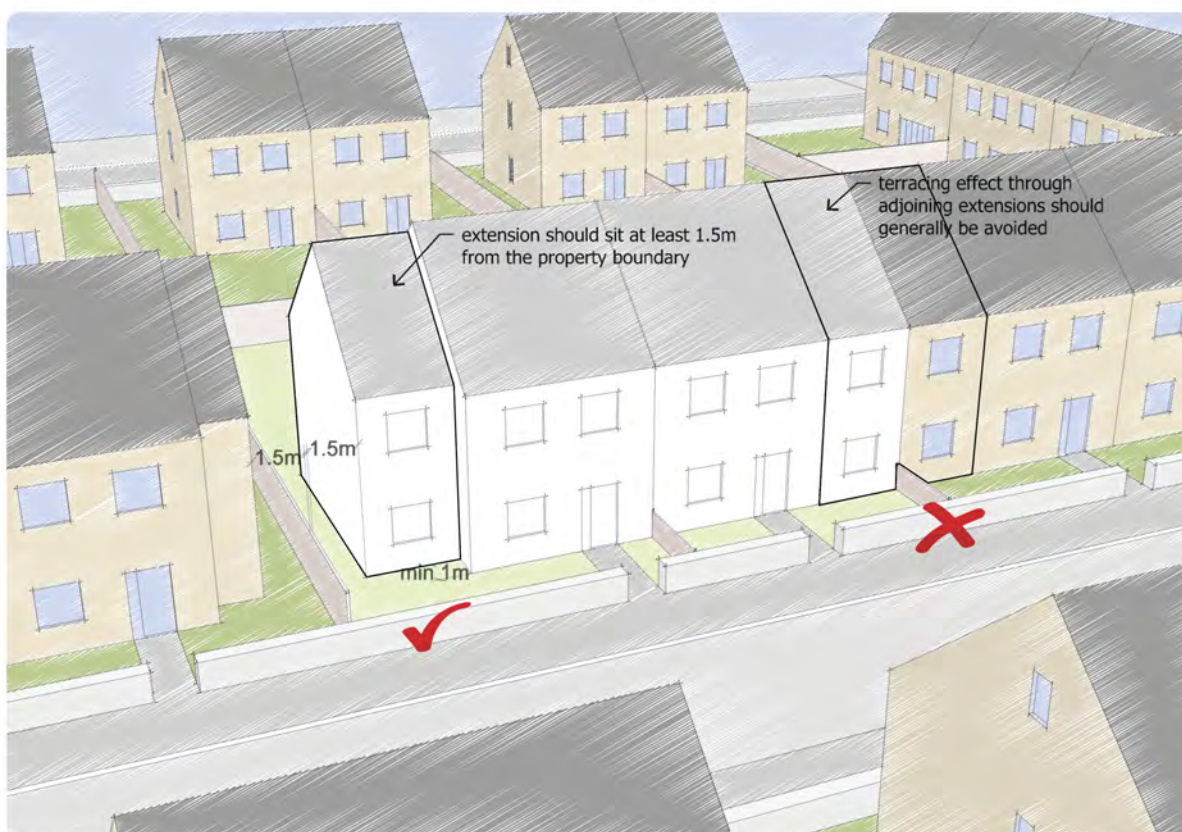 terracing effect through
adjoining extensions should
generally be avoided
extension should sit at least 1.5m
from the property boundary
1.5m
1.5m
min 1m